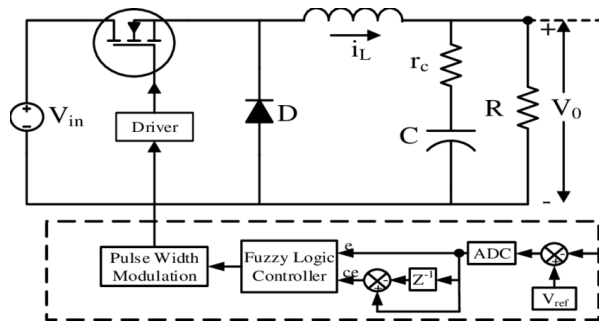 +
i_L
r_c
+
-
V_in
Driver
D
C
R
V_0
-
Pulse Width
Modulation
Fuzzy Logic
Controller
e
ce
+
-
Z^-1
ADC
-
+
V_ref